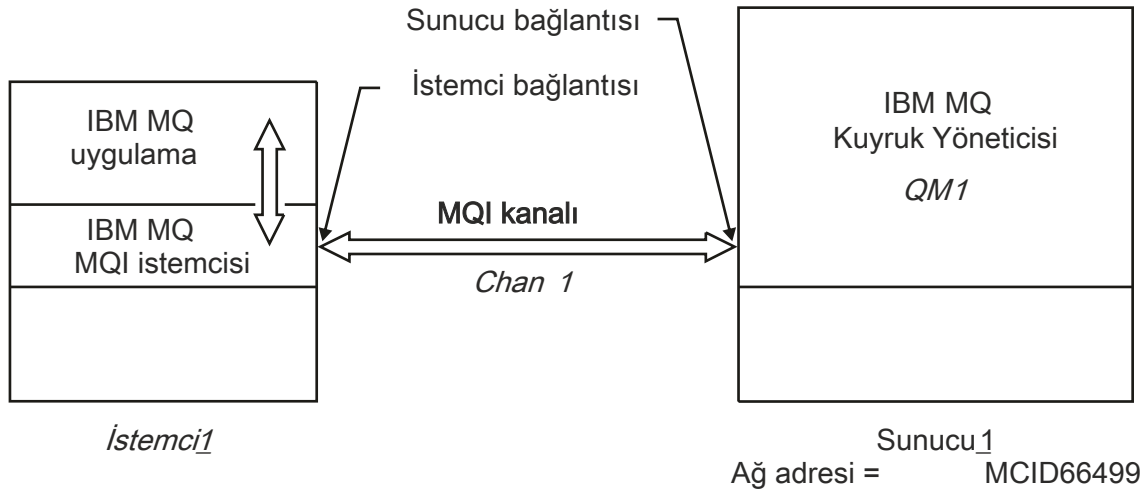 Sunucu bağlantısı
İstemci bağlantısı
IBM MQ
uygulama
IBM MQ
MQI istemcisi
MQI kanalı
Chan 1
IBM MQ
Kuyruk Yöneticisi
QM1
İstemci1
Sunucu1
Ağ adresi = MCID66499